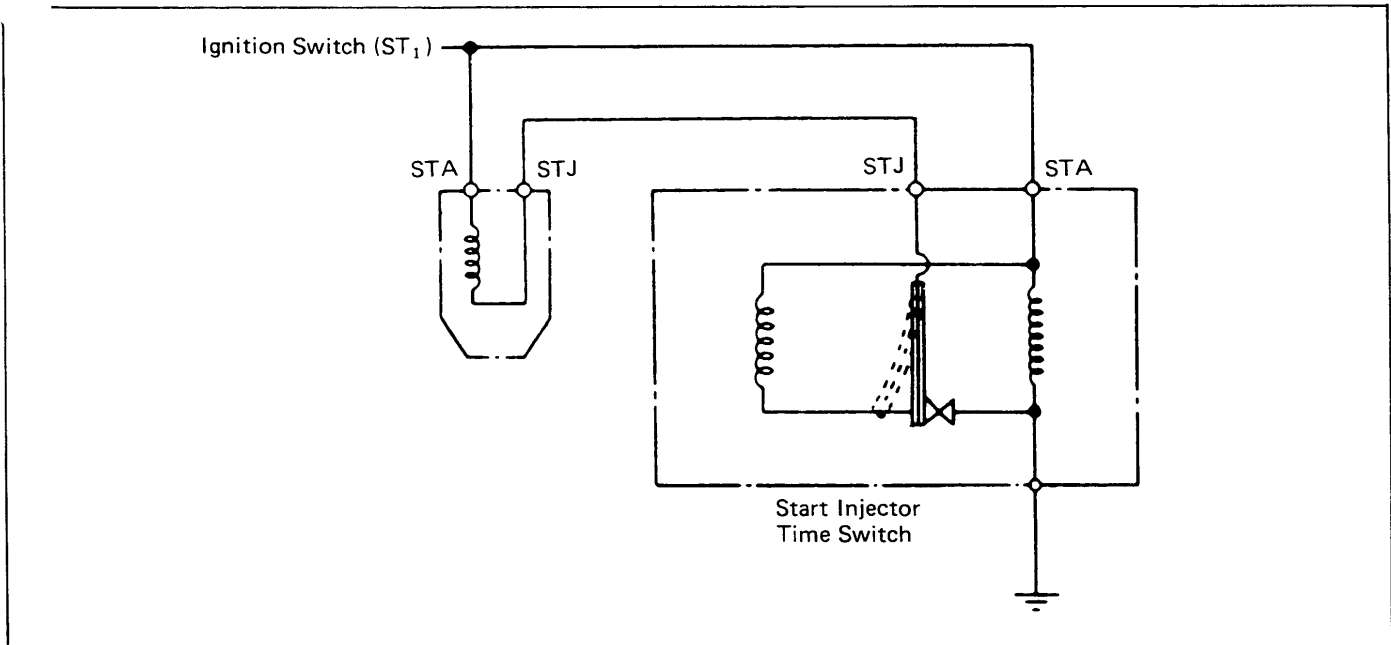 Ignition Switch (ST₁)
STA
STJ
STJ
STA
Start Injector
Time Switch